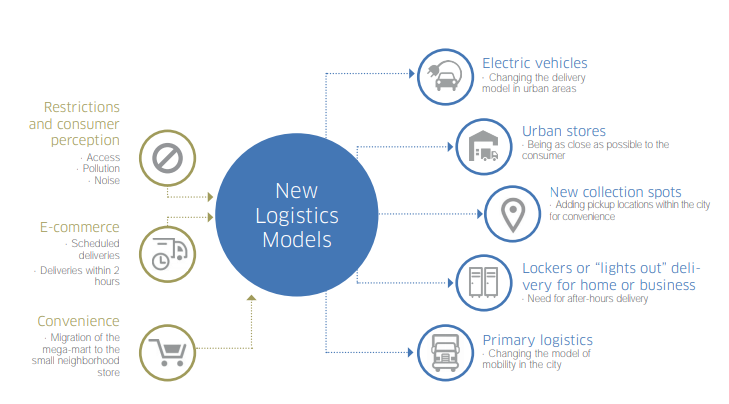 Restrictions
and consumer
perception
· Access
· Pollution
· Noise
E-commerce
· Scheduled
deliveries
· Deliveries within 2
hours
Convenience
· Migration of the
mega-mart to the
small neighborhood
store
New
Logistics
Models
Electric vehicles
· Changing the delivery
model in urban areas
Urban stores
· Being as close as possible to the
consumer
New collection spots
· Adding pickup locations within the city
for convenience
Lockers or “lights out” deli-
very for home or business
· Need for after-hours delivery
Primary logistics
· Changing the model of
mobility in the city